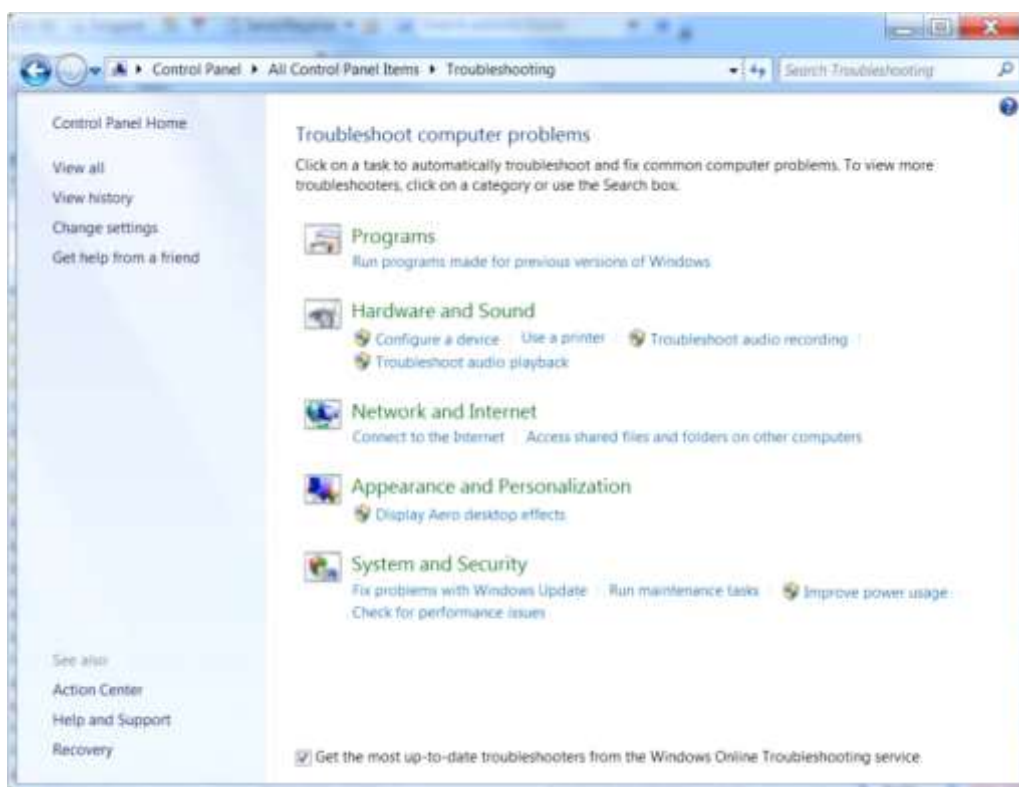 Control Panel ▸ All Control Panel Items ▸ Troubleshooting
Search Troubleshooting
Control Panel Home
View all
View history
Change settings
Get help from a friend
Troubleshoot computer problems
Click on a task to automatically troubleshoot and fix common computer problems. To view more
troubleshooters, click on a category or use the Search box.
Programs
Run programs made for previous versions of Windows
Hardware and Sound
Configure a device Use a printer Troubleshoot audio recording
Troubleshoot audio playback
Network and Internet
Connect to the Internet Access shared files and folders on other computers
Appearance and Personalization
Display Aero desktop effects
System and Security
Fix problems with Windows Update Run maintenance tasks Improve power usage
Check for performance issues
See also
Action Center
Help and Support
Recovery
Get the most up-to-date troubleshooters from the Windows Online Troubleshooting service